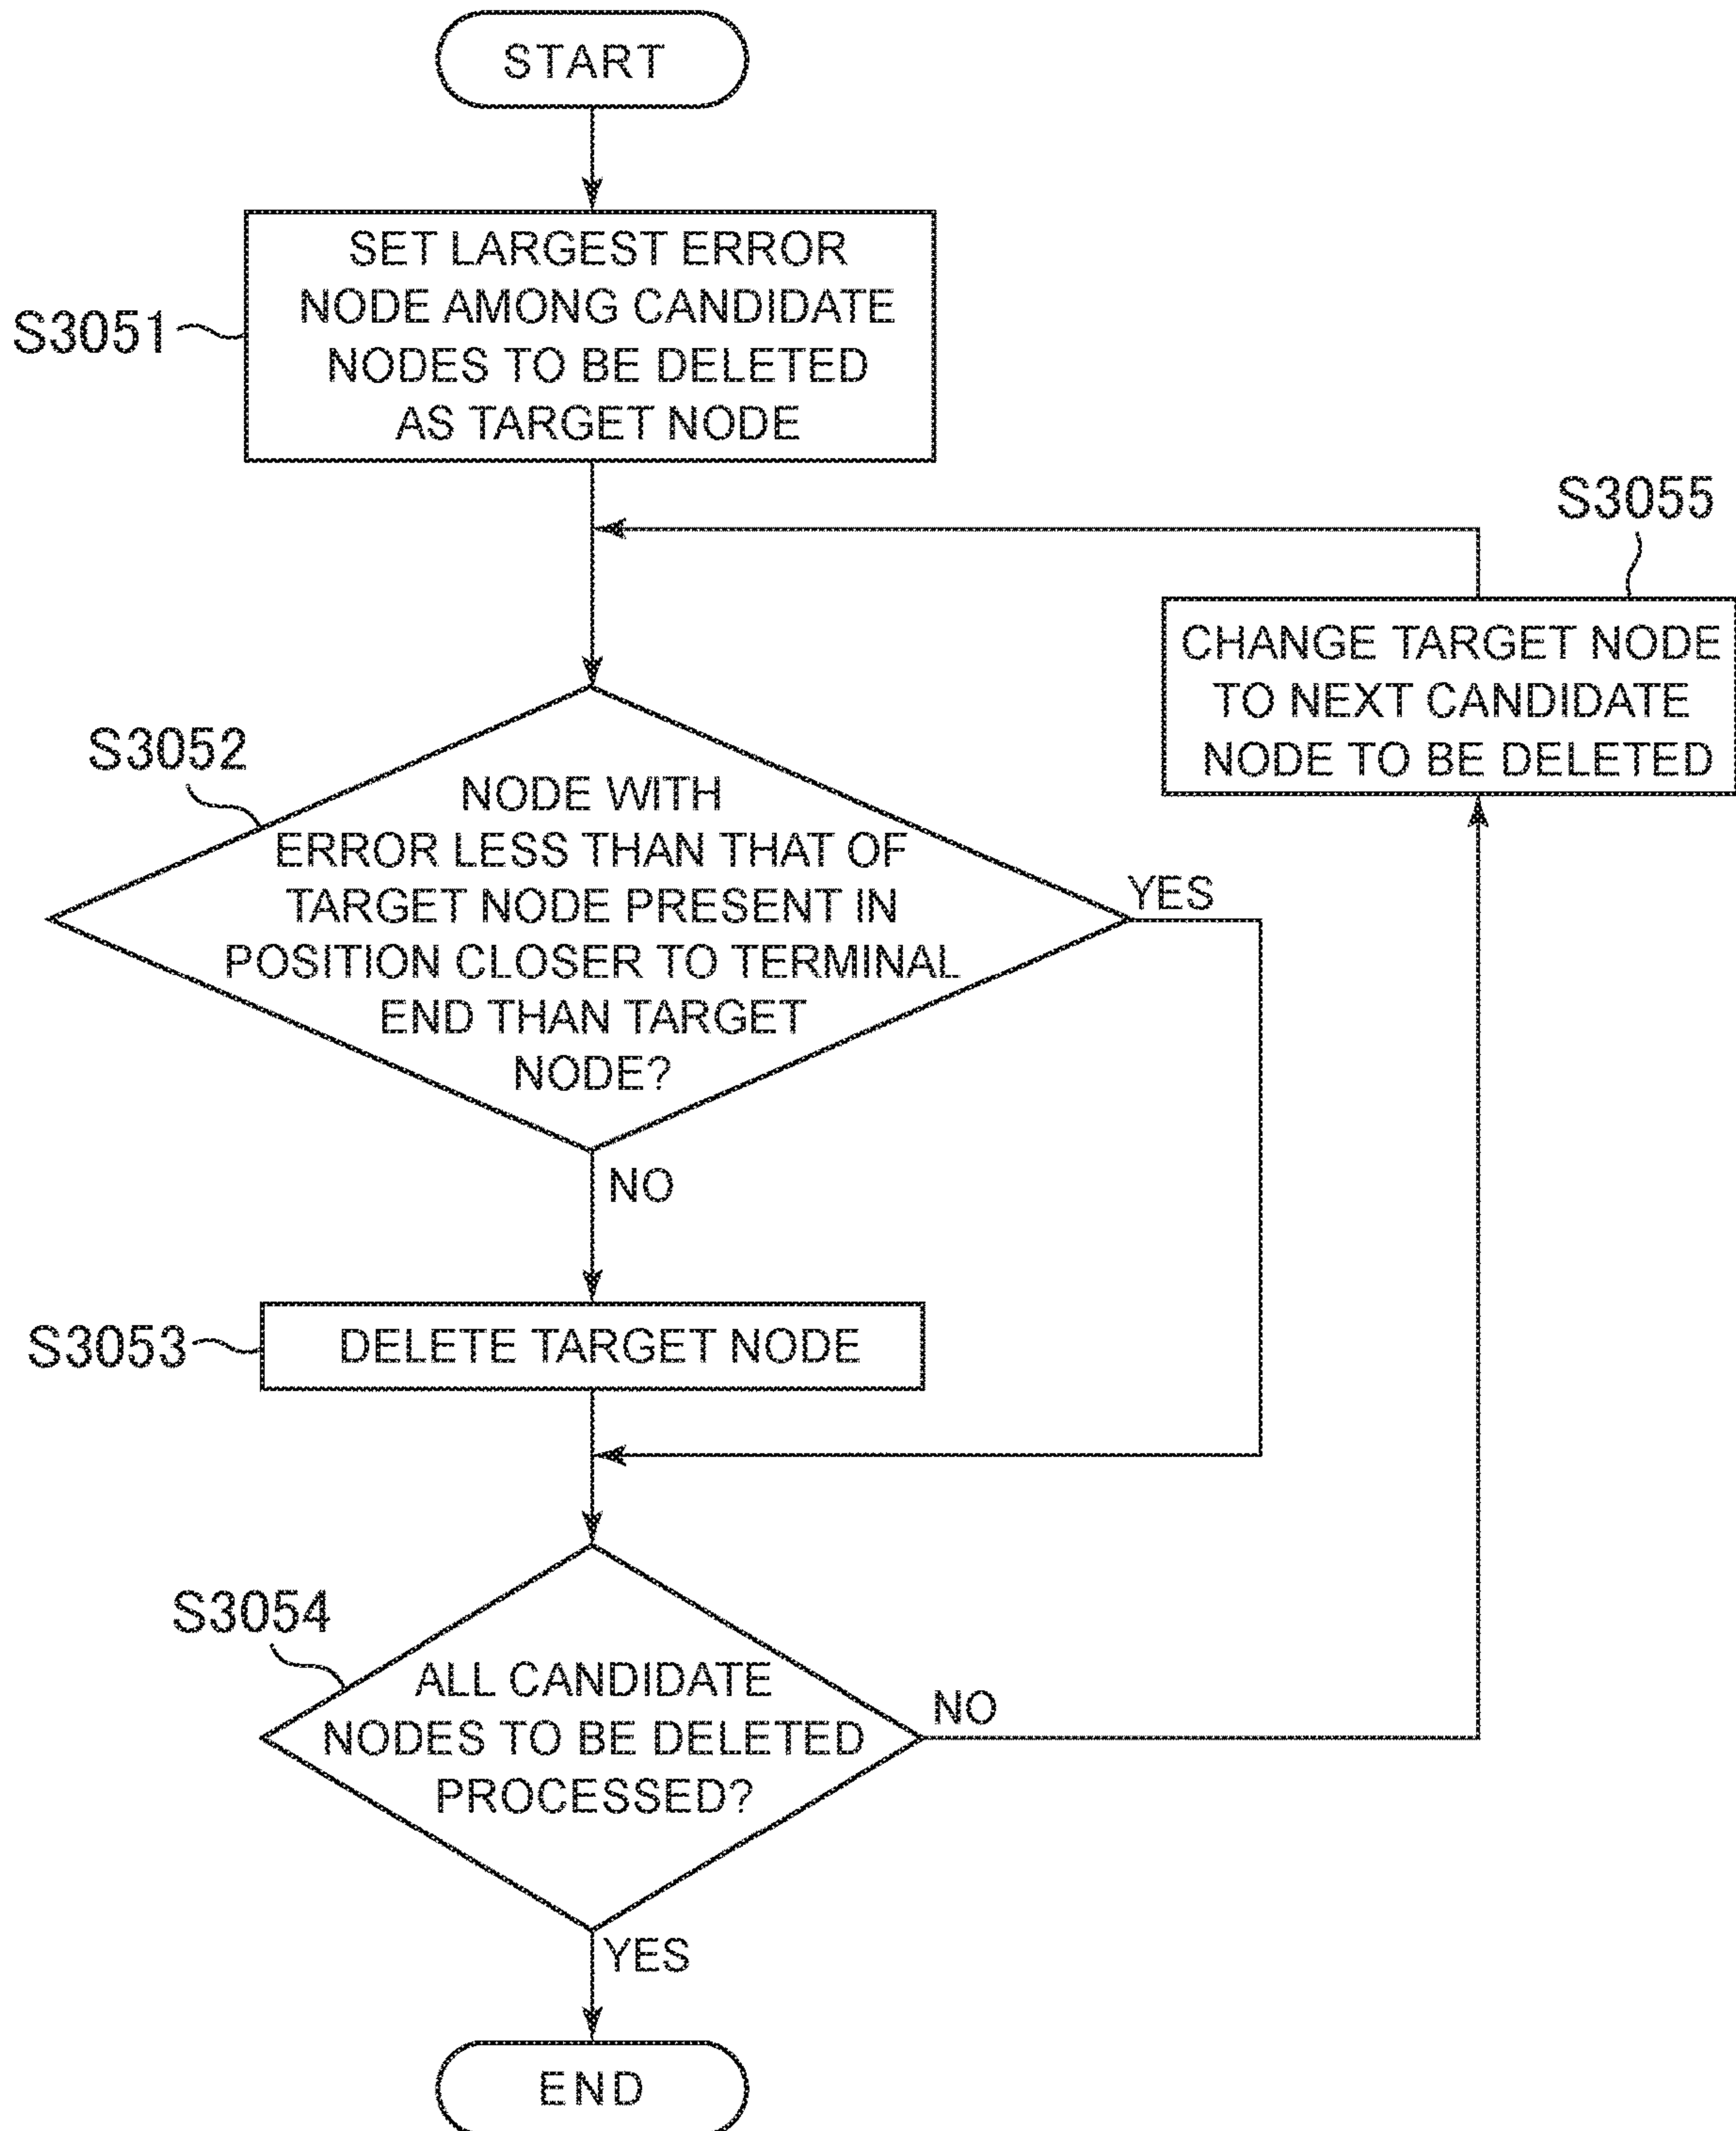 START
S3051
SET LARGEST ERROR
NODE AMONG CANDIDATE
NODES TO BE DELETED
AS TARGET NODE
S3055
CHANGE TARGET NODE
TO NEXT CANDIDATE
NODE TO BE DELETED
S3052
NODE WITH
ERROR LESS THAN THAT OF
TARGET NODE PRESENT IN
POSITION CLOSER TO TERMINAL
END THAN TARGET
NODE?
YES
NO
S3053
DELETE TARGET NODE
S3054
ALL CANDIDATE
NODES TO BE DELETED
PROCESSED?
NO
YES
END